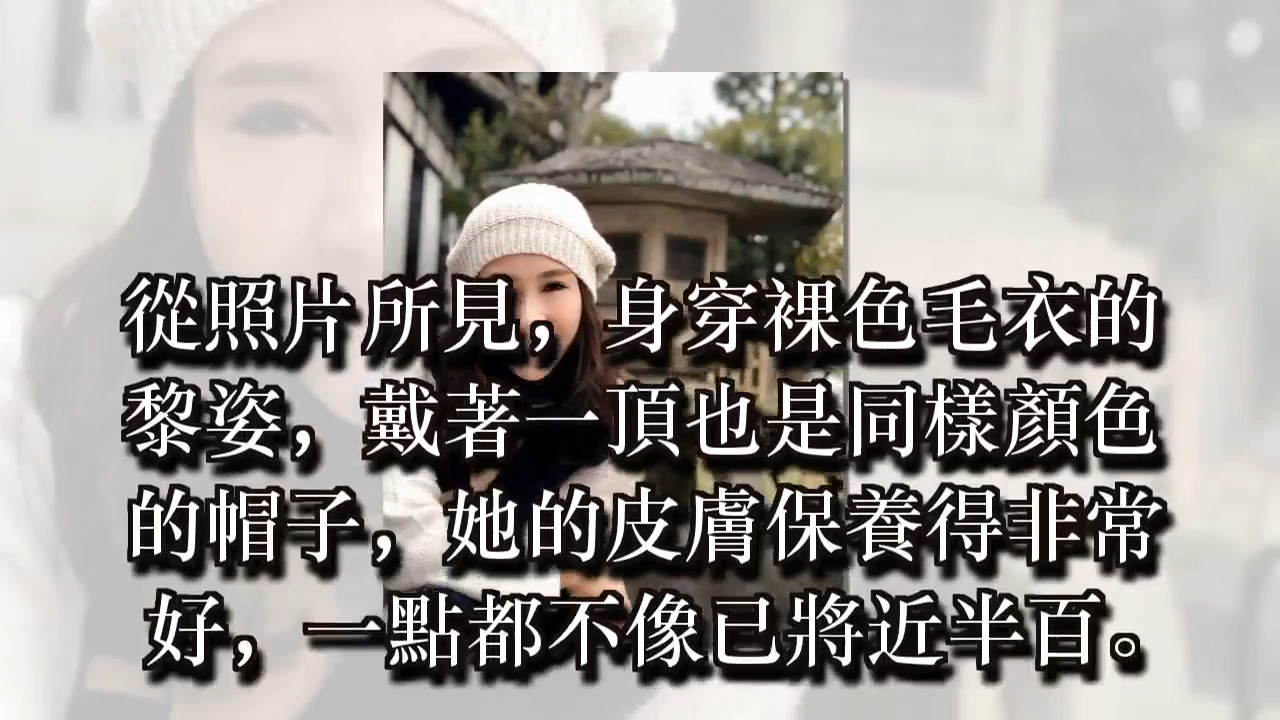 從照片所見，身穿裸色毛衣的
黎姿，戴著一頂也是同樣顏色
的帽子，她的皮膚保養得非常
好，一點都不像已將近半百。